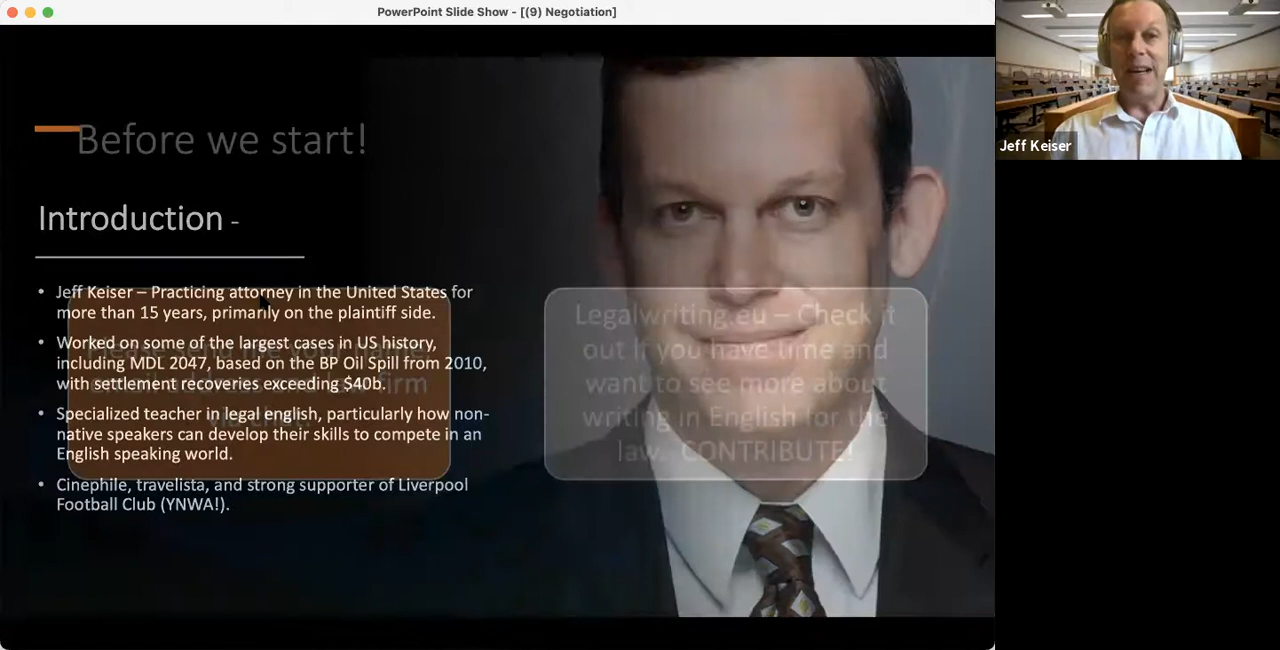 PowerPoint Slide Show - [(9) Negotiation]
Before we start!
Introduction -
• Jeff Keiser – Practicing attorney in the United States for
more than 15 years, primarily on the plaintiff side.
• Worked on some of the largest cases in US history,
including MDL 2047, based on the BP Oil Spill from 2010,
with settlement recoveries exceeding $40b.
• Specialized teacher in legal english, particularly how non-
native speakers can develop their skills to compete in an
English speaking world.
• Cinephile, travelista, and strong supporter of Liverpool
Football Club (YNWA!).
Legalwriting.eu – Check it
out if you have time and
want to see more about
writing in English for the
law. CONTRIBUTE!
Jeff Keiser